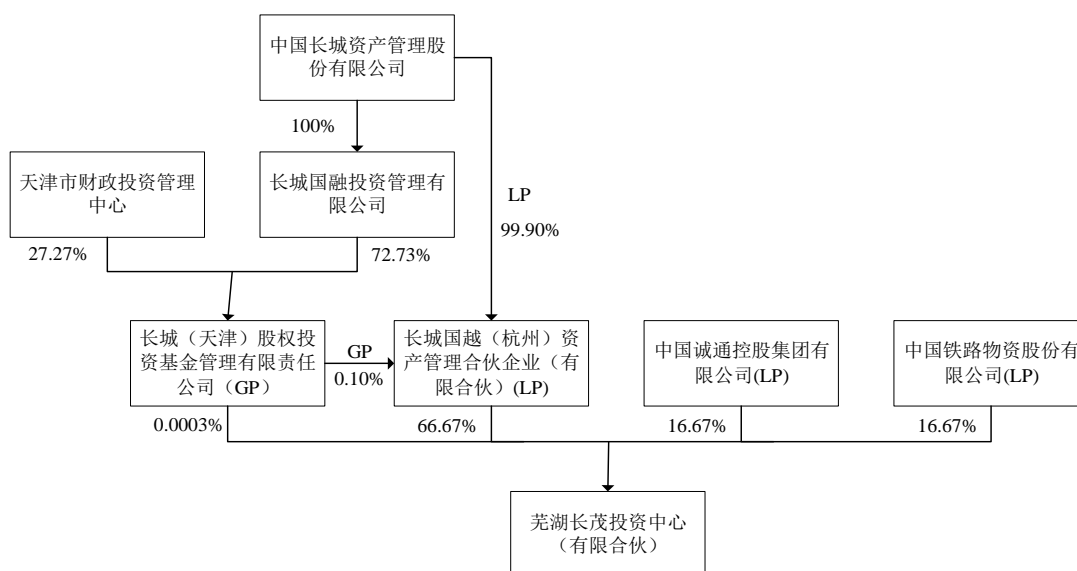 中国长城资产管理股
份有限公司
100%
天津市财政投资管理
中心
长城国融投资管理有
限公司
LP
99.90%
27.27%
72.73%
长城（天津）股权投
资基金管理有限责任
公司（GP）
GP
0.10%
长城国越（杭州）资
产管理合伙企业（有
限合伙）(LP)
中国诚通控股集团有
限公司(LP)
中国铁路物资股份有
限公司(LP)
0.0003%
66.67%
16.67%
16.67%
芜湖长茂投资中心
（有限合伙）